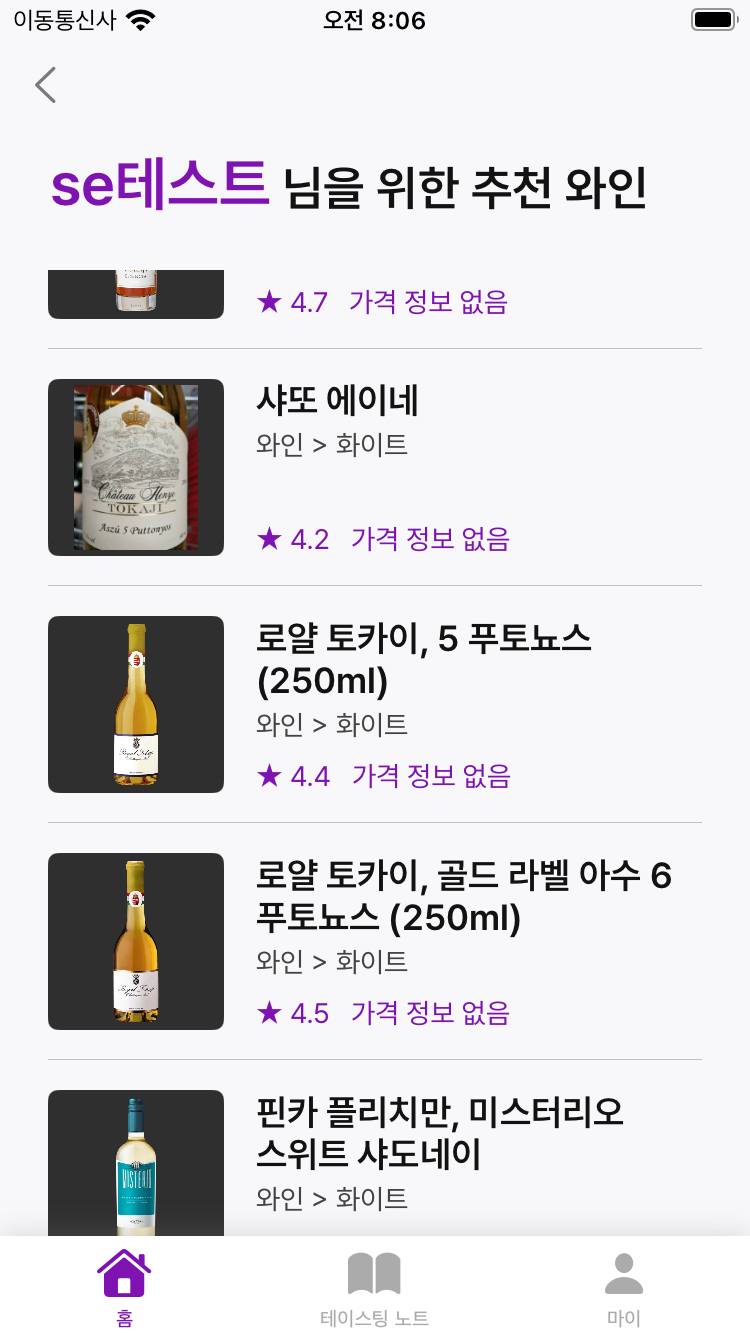 이동통신사
오전 8:06
se테스트 님을 위한 추천 와인
★ 4.7 가격 정보 없음
샤또 에이네
와인 > 화이트
Château Henye
TOKAJI
Aszú 5 Puttonyos
★ 4.2 가격 정보 없음
로얄 토카이, 5 푸토뇨스
(250ml)
와인 > 화이트
★ 4.4 가격 정보 없음
로얄 토카이, 골드 라벨 아수 6
푸토뇨스 (250ml)
와인 > 화이트
★ 4.5 가격 정보 없음
핀카 플리치만, 미스터리오
스위트 샤도네이
와인 > 화이트
MISTERIO
홈
테이스팅 노트
마이